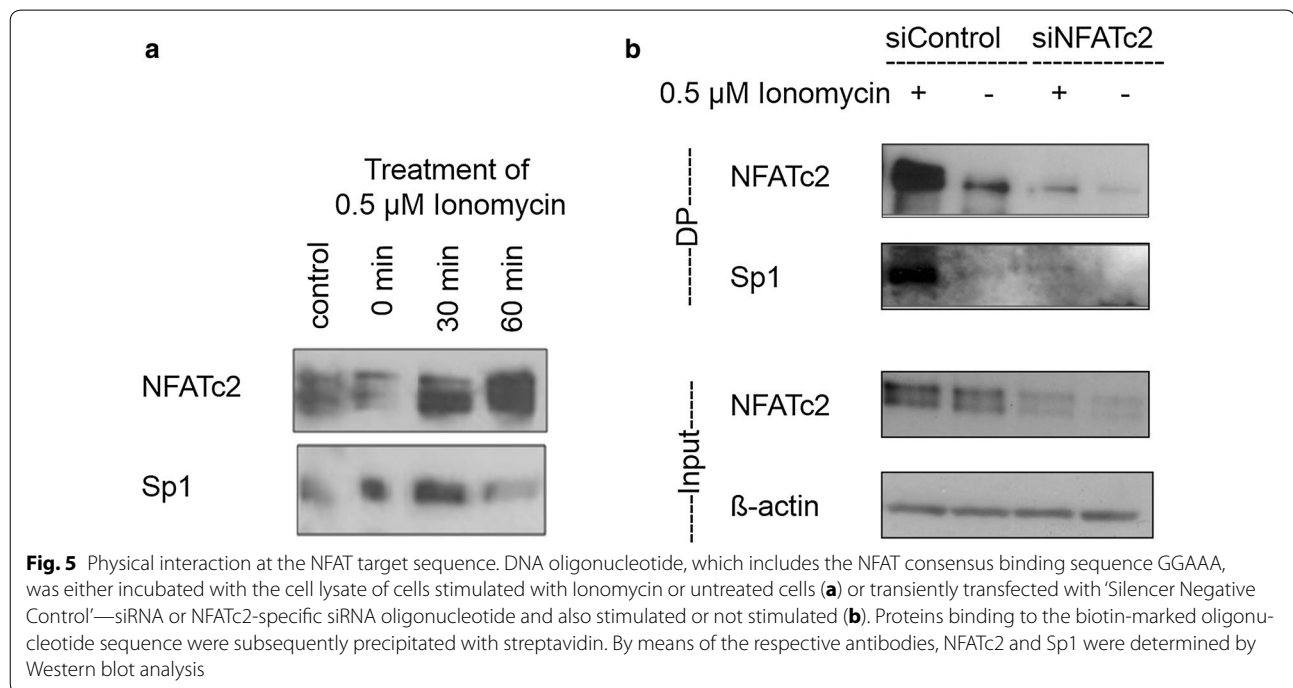 a
Treatment of
0.5 µM Ionomycin
control
0 min
30 min
60 min
NFATc2
Sp1
b
siControl siNFATc2
0.5 µM Ionomycin + - + -
DP
NFATc2
Sp1
Input
NFATc2
ß-actin
Fig. 5 Physical interaction at the NFAT target sequence. DNA oligonucleotide, which includes the NFAT consensus binding sequence GGAAA,
was either incubated with the cell lysate of cells stimulated with Ionomycin or untreated cells (a) or transiently transfected with ‘Silencer Negative
Control’—siRNA or NFATc2-specific siRNA oligonucleotide and also stimulated or not stimulated (b). Proteins binding to the biotin-marked oligonu-
cleotide sequence were subsequently precipitated with streptavidin. By means of the respective antibodies, NFATc2 and Sp1 were determined by
Western blot analysis